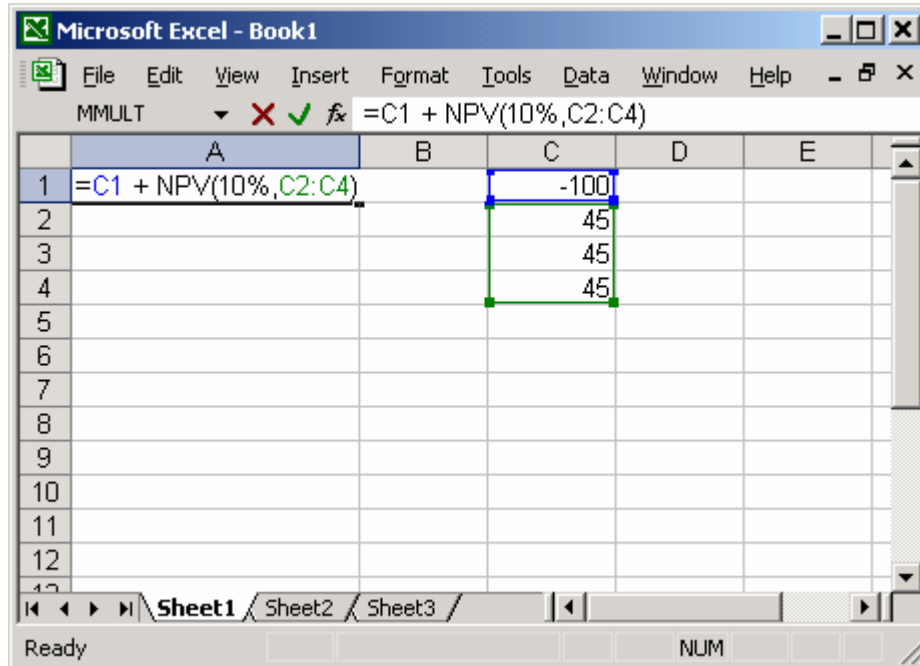 Microsoft Excel - Book1
File Edit View Insert Format Tools Data Window Help
MMULT fx =C1 + NPV(10%,C2:C4)
A B C D E
1 =C1 + NPV(10%,C2:C4) -100
2 45
3 45
4 45
5
6
7
8
9
10
11
12
Sheet1 Sheet2 Sheet3
Ready NUM